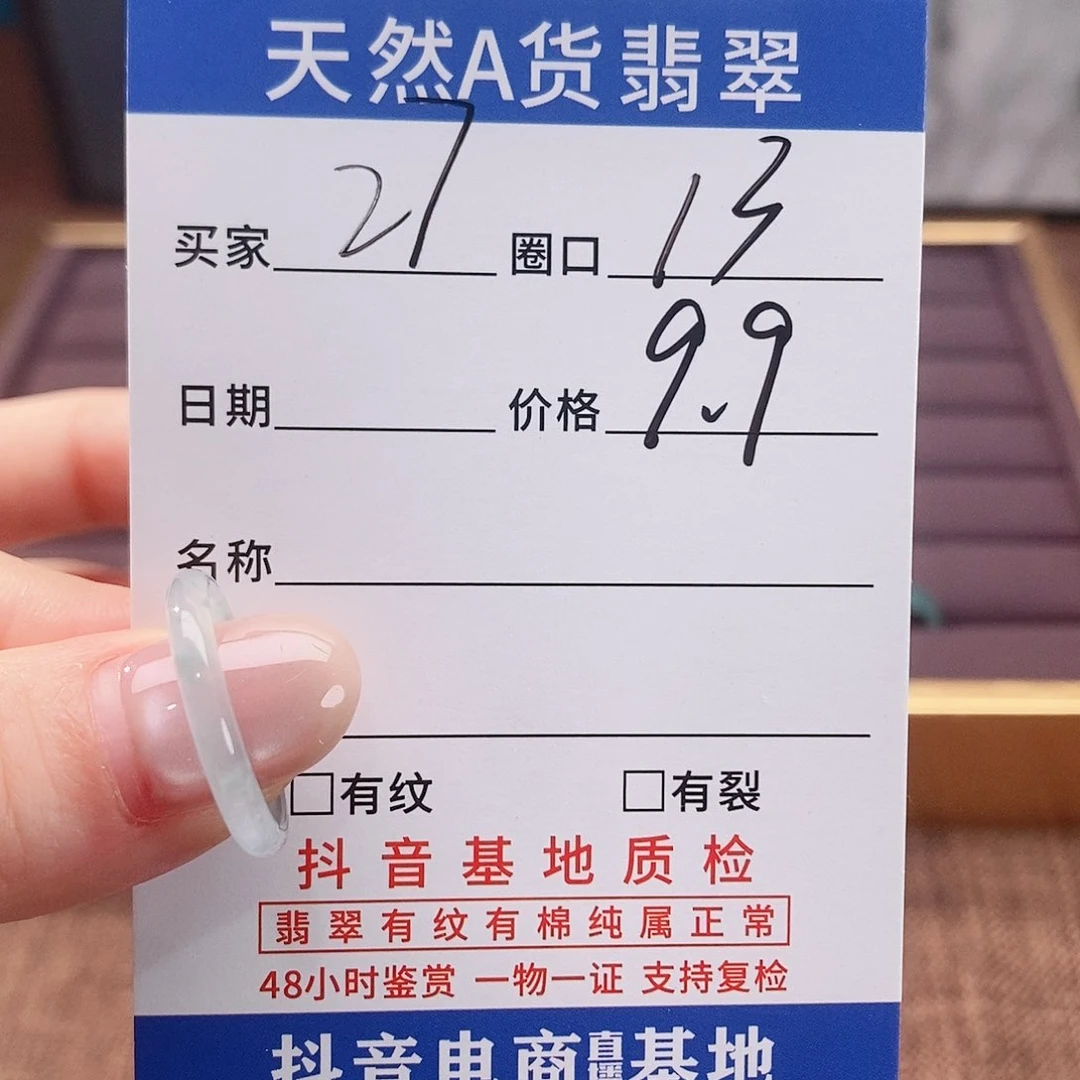 天然A货翡翠
买家 27 圈口 13
日期 价格 9.9
名称
□有纹 □有裂
抖音基地质检
翡翠有纹有棉纯属正常
48小时鉴赏 一物一证 支持复检
抖音电商直播基地